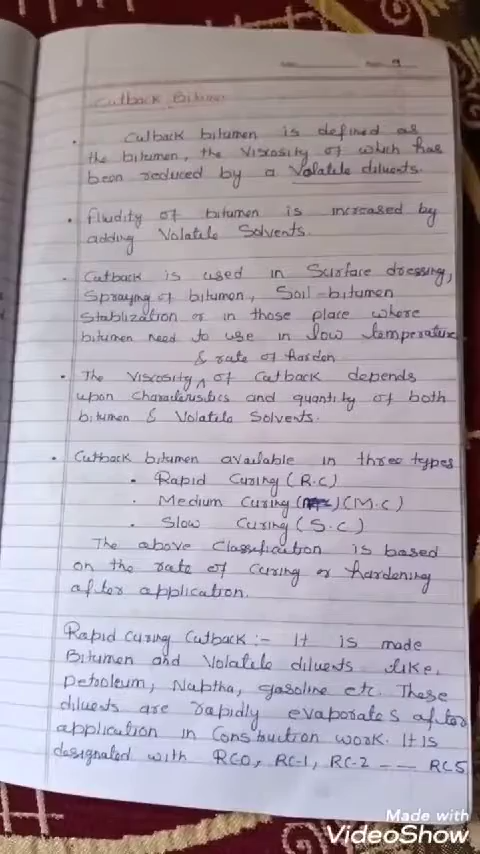 9
Cutback Bitumen
• Cutback bitumen is defined as
the bitumen, the Viscosity of which has
been reduced by a Volatile diluents.
• fluidity of bitumen is increased by
adding Volatile Solvents.
• Cutback is used in Surface dressing,
Spraying of bitumen, Soil-bitumen
Stablization or in those place where
bitumen need to use in low temperature
& rate of harden
• The Viscosity ^ of Cutback depends
upon characteristics and quantity of both
bitumen & Volatile Solvents.
• Cutback bitumen available in three types
• Rapid Curing (R.C)
• Medium Curing (M.C)
• Slow Curing (S.C)
The above Classification is based
on the rate of Curing or hardening
after application.
Rapid Curing Cutback :- It is made
Bitumen and Volatile diluents like,
petroleum, Naptha, gasoline etc. These
diluents are rapidly evaporates after
application in Construction work. It is
designated with RC0, RC-1, RC-2 --- RC5
Made with
VideoShow